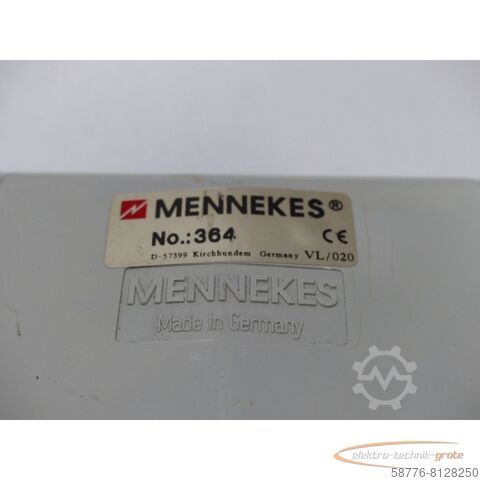 MENNEKES®
No.:364 CE
D-57399 Kirchhundem Germany VL/020
MENNEKES
Made in Germany
elektro-technik-grote
58776-8128250